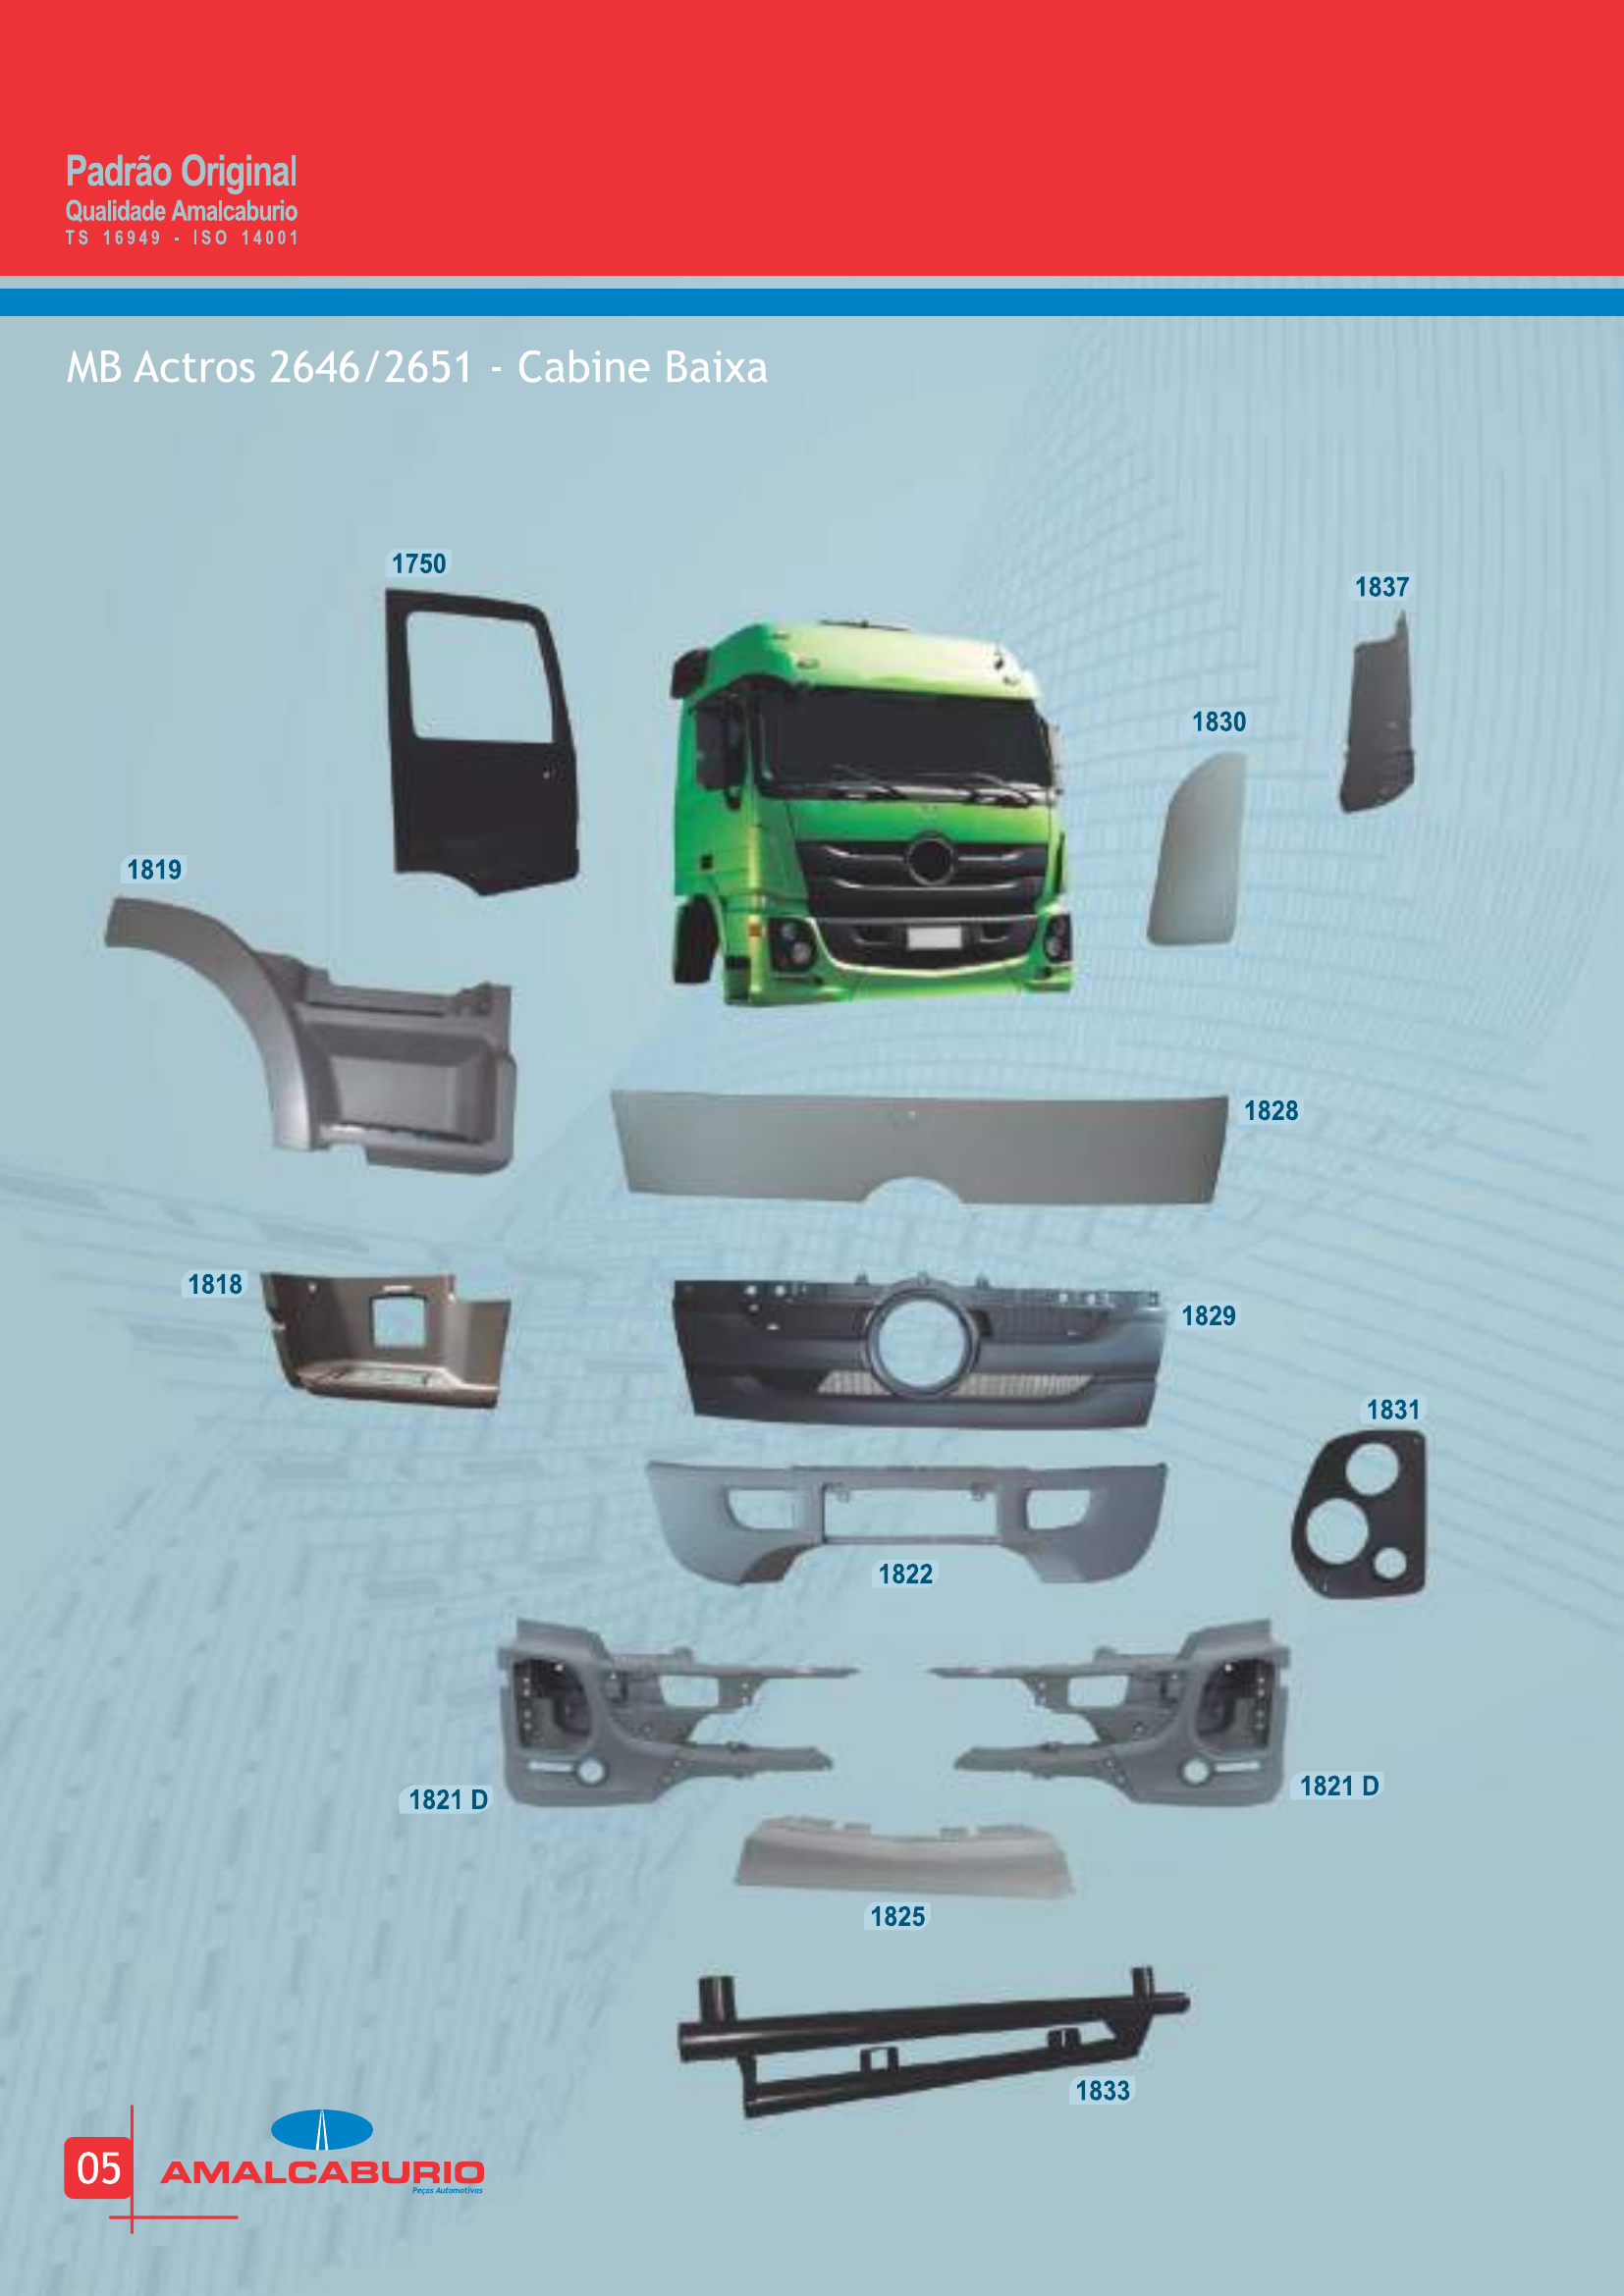 Padrão Original
Qualidade Amalcaburio
TS 16949 - ISO 14001
MB Actros 2646/2651 - Cabine Baixa
1750
1837
1830
1819
1828
1818
1829
1831
1822
1821 D
1821 D
1825
1833
05
AMALCABURIO
Peças Automotivas